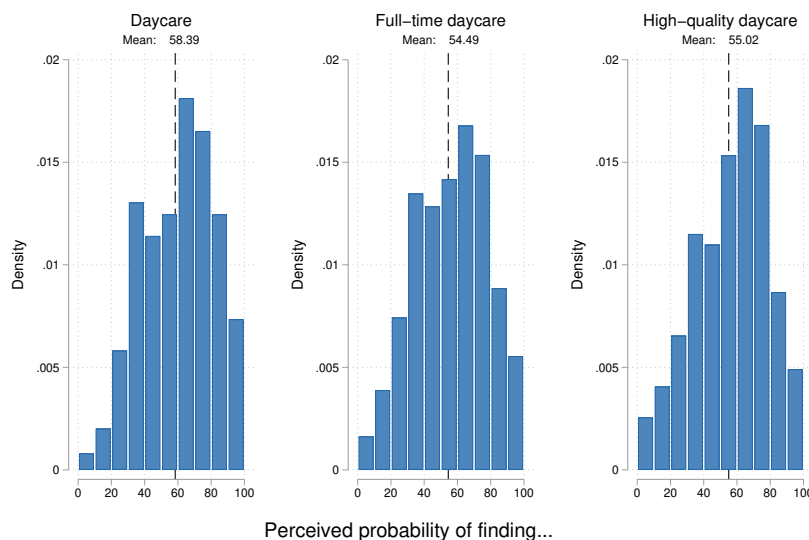 Daycare
Mean: 58.39
.02
.015
.01
.005
0
Density
0 20 40 60 80 100
Full−time daycare
Mean: 54.49
.02
.015
.01
.005
0
Density
0 20 40 60 80 100
High−quality daycare
Mean: 55.02
.02
.015
.01
.005
0
Density
0 20 40 60 80 100
Perceived probability of finding...